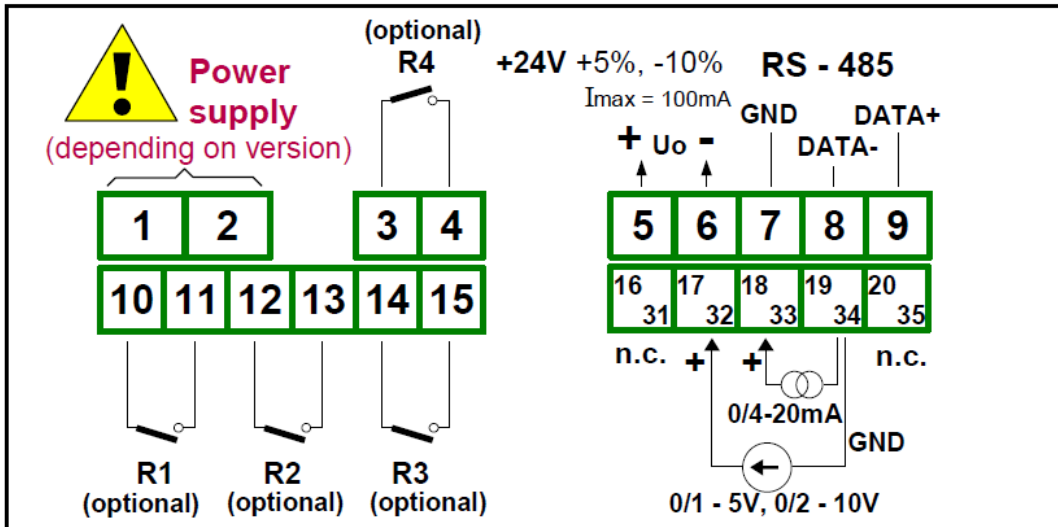 (optional)
R4
+24V +5%, -10%
RS - 485
Imax = 100mA
Power
supply
(depending on version)
GND
DATA+
DATA-
+ Uo -
1 2 3 4 5 6 7 8 9
10 11 12 13 14 15
16 17 18 19 20
31 32 33 34 35
n.c. + + n.c.
0/4-20mA
GND
R1 R2 R3
(optional) (optional) (optional)
0/1 - 5V, 0/2 - 10V